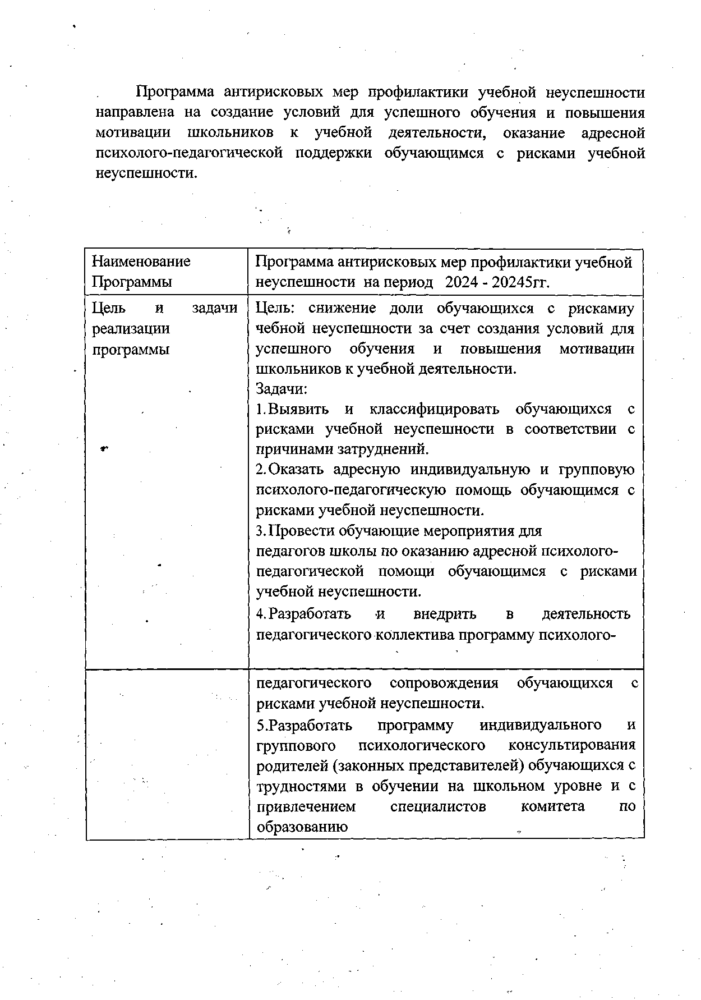 Программа антирисковых мер профилактики учебной неуспешности
направлена на создание условий для успешного обучения и повышения
мотивации школьников к учебной деятельности, оказание адресной
психолого-педагогической поддержки обучающимся с рисками учебной
неуспешности.
Наименование
Программы
Программа антирисковых мер профилактики учебной
неуспешности на период 2024 - 20245гг.
Цель и задачи
реализации
программы
Цель: снижение доли обучающихся с рискамиу
чебной неуспешности за счет создания условий для
успешного обучения и повышения мотивации
школьников к учебной деятельности.
Задачи:
1.Выявить и классифицировать обучающихся с
рисками учебной неуспешности в соответствии с
причинами затруднений.
2.Оказать адресную индивидуальную и групповую
психолого-педагогическую помощь обучающимся с
рисками учебной неуспешности.
3.Провести обучающие мероприятия для
педагогов школы по оказанию адресной психолого-
педагогической помощи обучающимся с рисками
учебной неуспешности.
4.Разработать и внедрить в деятельность
педагогического коллектива программу психолого-
педагогического сопровождения обучающихся с
рисками учебной неуспешности.
5.Разработать программу индивидуального и
группового психологического консультирования
родителей (законных представителей) обучающихся с
трудностями в обучении на школьном уровне и с
привлечением специалистов комитета по
образованию